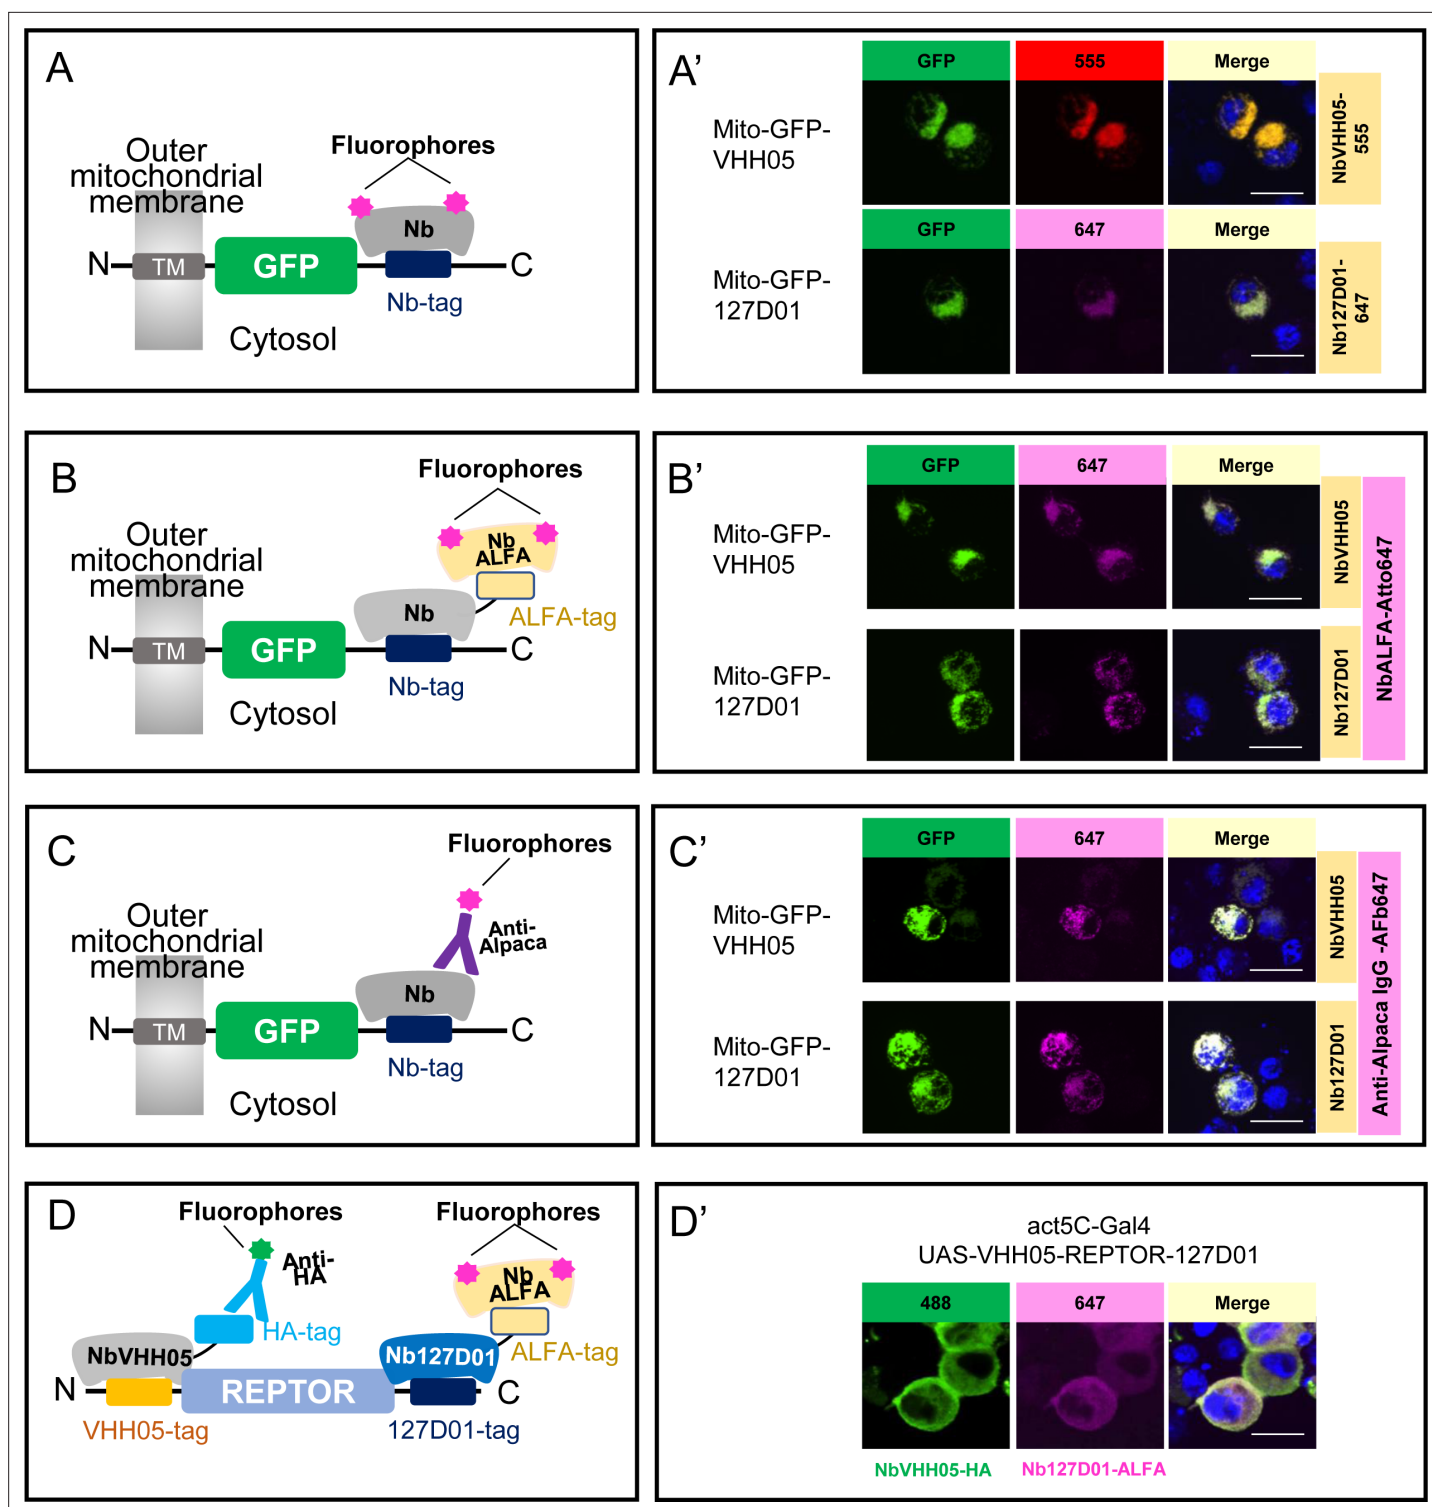 A
Fluorophores
Outer
mitochondrial
membrane
Nb
N
TM
GFP
C
Nb-tag
Cytosol
A'
GFP
555
Merge
Mito-GFP-
VHH05
NbVHH05-
555
GFP
647
Merge
Mito-GFP-
127D01
Nb127D01-
647
B
Fluorophores
Outer
mitochondrial
membrane
Nb
ALFA
ALFA-tag
Nb
N
TM
GFP
C
Nb-tag
Cytosol
B'
GFP
647
Merge
Mito-GFP-
VHH05
NbVHH05
Mito-GFP-
127D01
Nb127D01
NbALFA-Atto647
C
Fluorophores
Outer
mitochondrial
membrane
Anti-
Alpaca
Nb
N
TM
GFP
C
Nb-tag
Cytosol
C'
GFP
647
Merge
Mito-GFP-
VHH05
NbVHH05
Mito-GFP-
127D01
Nb127D01
Anti-Alpaca IgG -AFb647
D
Fluorophores
Fluorophores
Anti-
HA
Nb
ALFA
HA-tag
ALFA-tag
NbVHH05
Nb127D01
N
REPTOR
C
VHH05-tag
127D01-tag
D'
act5C-Gal4
UAS-VHH05-REPTOR-127D01
488
647
Merge
NbVHH05-HA
Nb127D01-ALFA